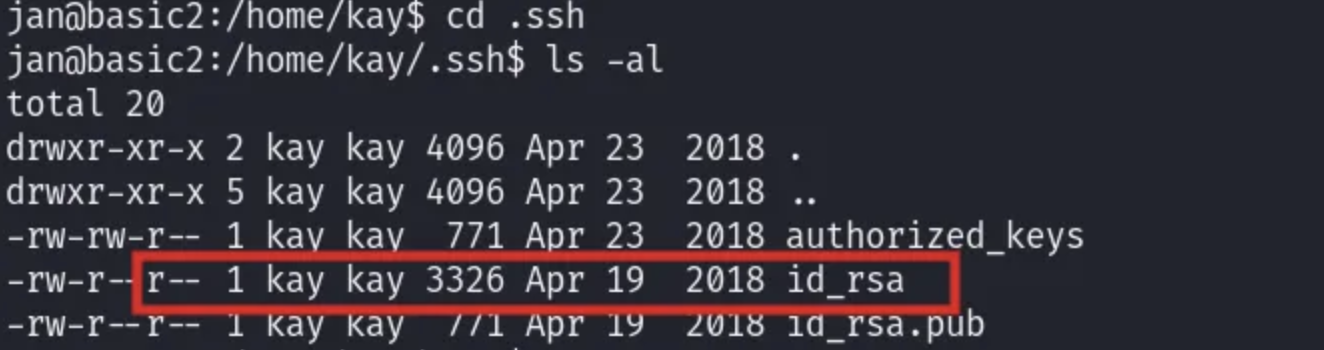 jan@basic2:/home/kay$ cd .ssh
jan@basic2:/home/kay/.ssh$ ls -al
total 20
drwxr-xr-x 2 kay kay 4096 Apr 23  2018 .
drwxr-xr-x 5 kay kay 4096 Apr 23  2018 ..
-rw-rw-r-- 1 kay kay  771 Apr 23  2018 authorized_keys
-rw-r--r-- 1 kay kay 3326 Apr 19  2018 id_rsa
-rw-r--r-- 1 kay kay  771 Apr 19  2018 id_rsa.pub